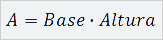 A = Base · Altura